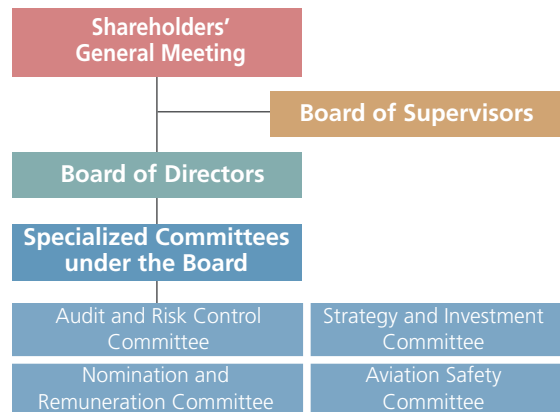 Shareholders'
General Meeting
Board of Supervisors
Board of Directors
Specialized Committees
under the Board
Audit and Risk Control
Committee
Strategy and Investment
Committee
Nomination and
Remuneration Committee
Aviation Safety
Committee